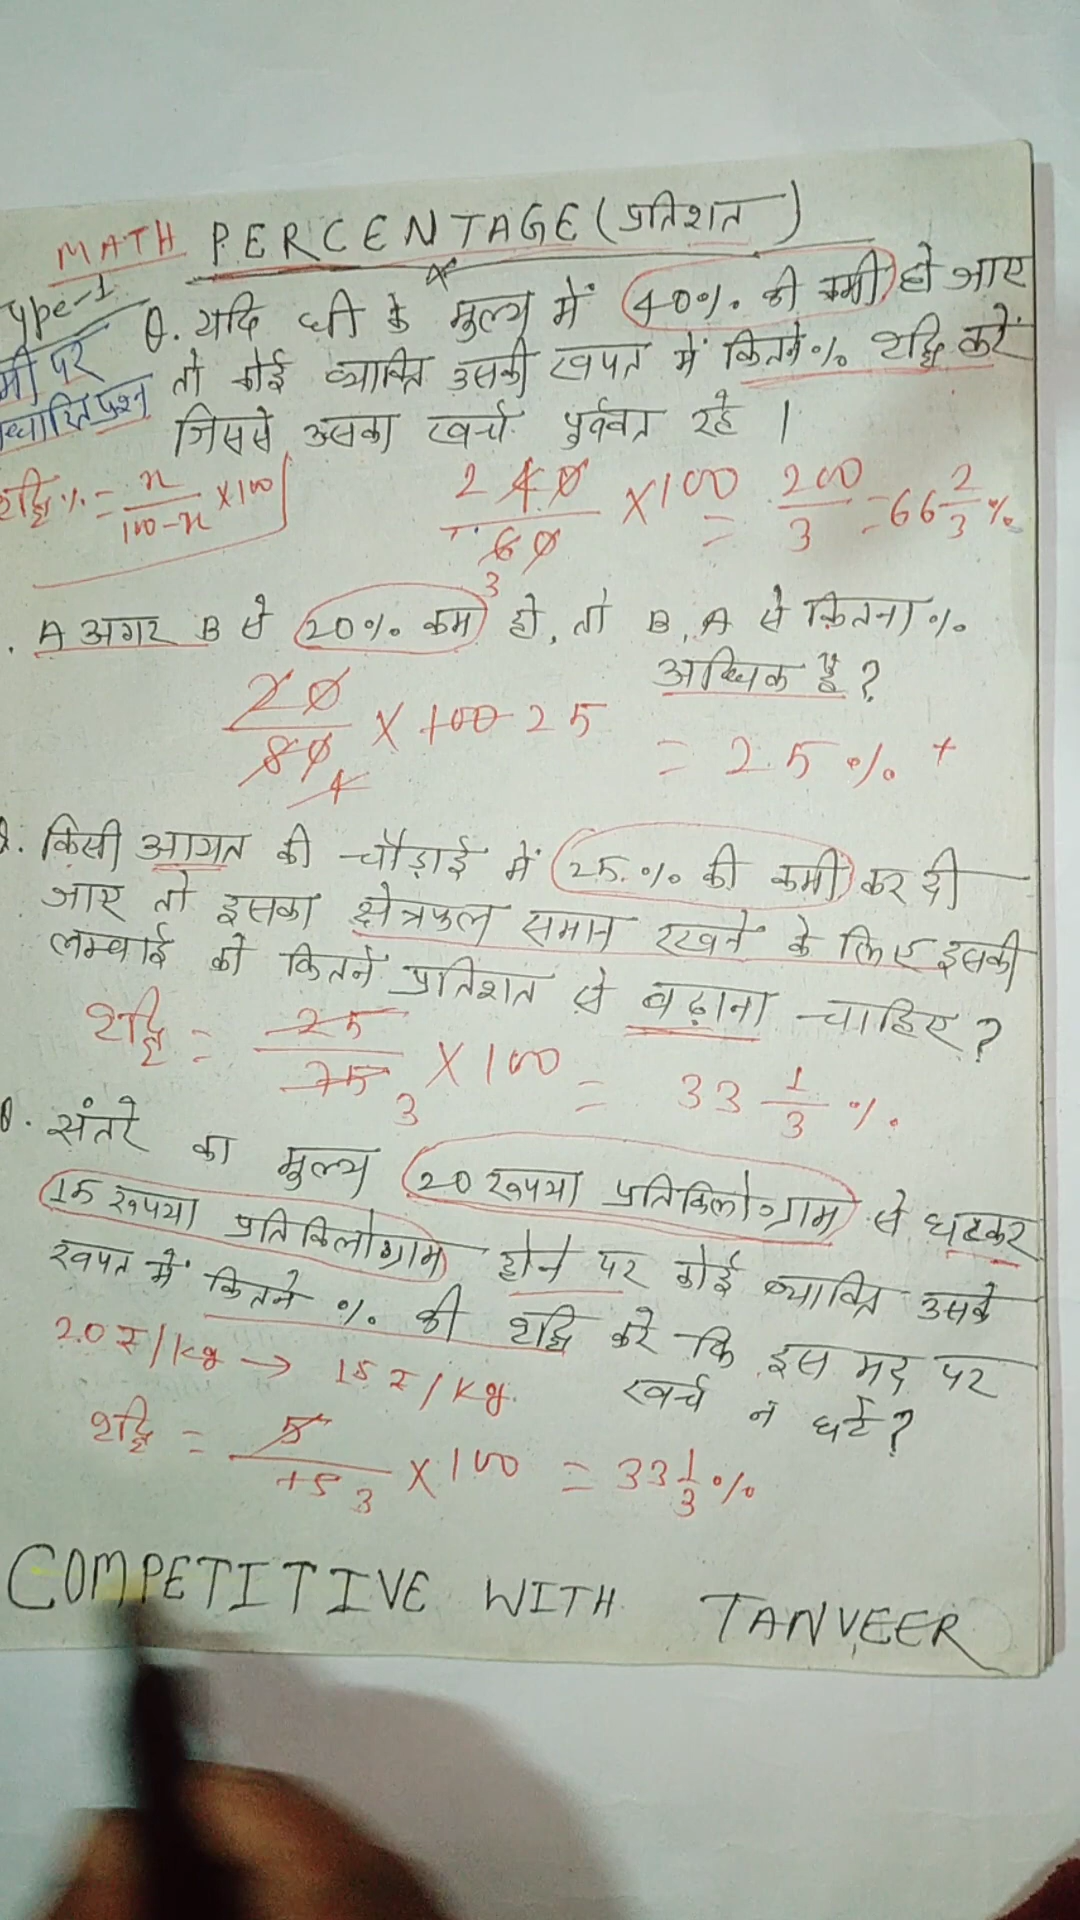 MATH PERCENTAGE (प्रतिशत)
ype-1
मी पर
धारित प्रश्न
Q. यदि घी के मुल्य में 40% की कमी हो जाए
तो कोई व्यक्ति उसकी खपत में कितने % वृद्धि करें
जिससे उसका खर्च पुर्ववत रहे ।
वृद्धि % = x/100-x ×100
2 40/60 3 ×100 = 200/3 = 66 2/3 %
. A अगर B से 20% कम हो, तो B, A से कितना %
अधिक है ?
20/80 4 × 100 25 = 25 % +
Q. किसी आयत की चौड़ाई में 25% की कमी कर दी
जाए तो इसका क्षेत्रफल समान रखने के लिए इसकी
लम्बाई को कितने प्रतिशत से बढ़ाना चाहिए ?
वृद्धि = 25/75 3 × 100 = 33 1/3 %
Q. संतरे का मुल्य 20 रूपया प्रतिकिलोग्राम से घटकर
15 रूपया प्रतिकिलोग्राम होने पर कोई व्यक्ति उसके
खपत में कितने % की वृद्धि करे कि इस मद पर
खर्च न घटे ?
20 ₹/kg → 15 ₹/kg.
वृद्धि = 5/15 3 × 100 = 33 1/3 %
COMPETITIVE WITH TANVEER